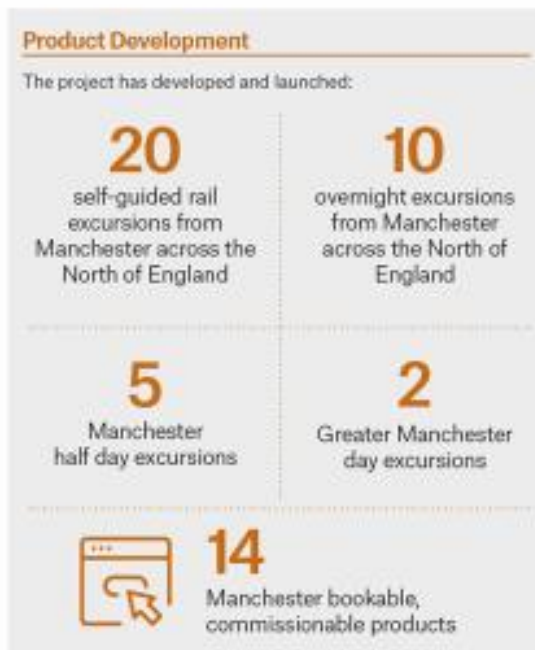 Product Development
The project has developed and launched:
20
self-guided rail
excursions from
Manchester across the
North of England
10
overnight excursions
from Manchester
across the North of
England
5
Manchester
half day excursions
2
Greater Manchester
day excursions
14
Manchester bookable,
commissionable products